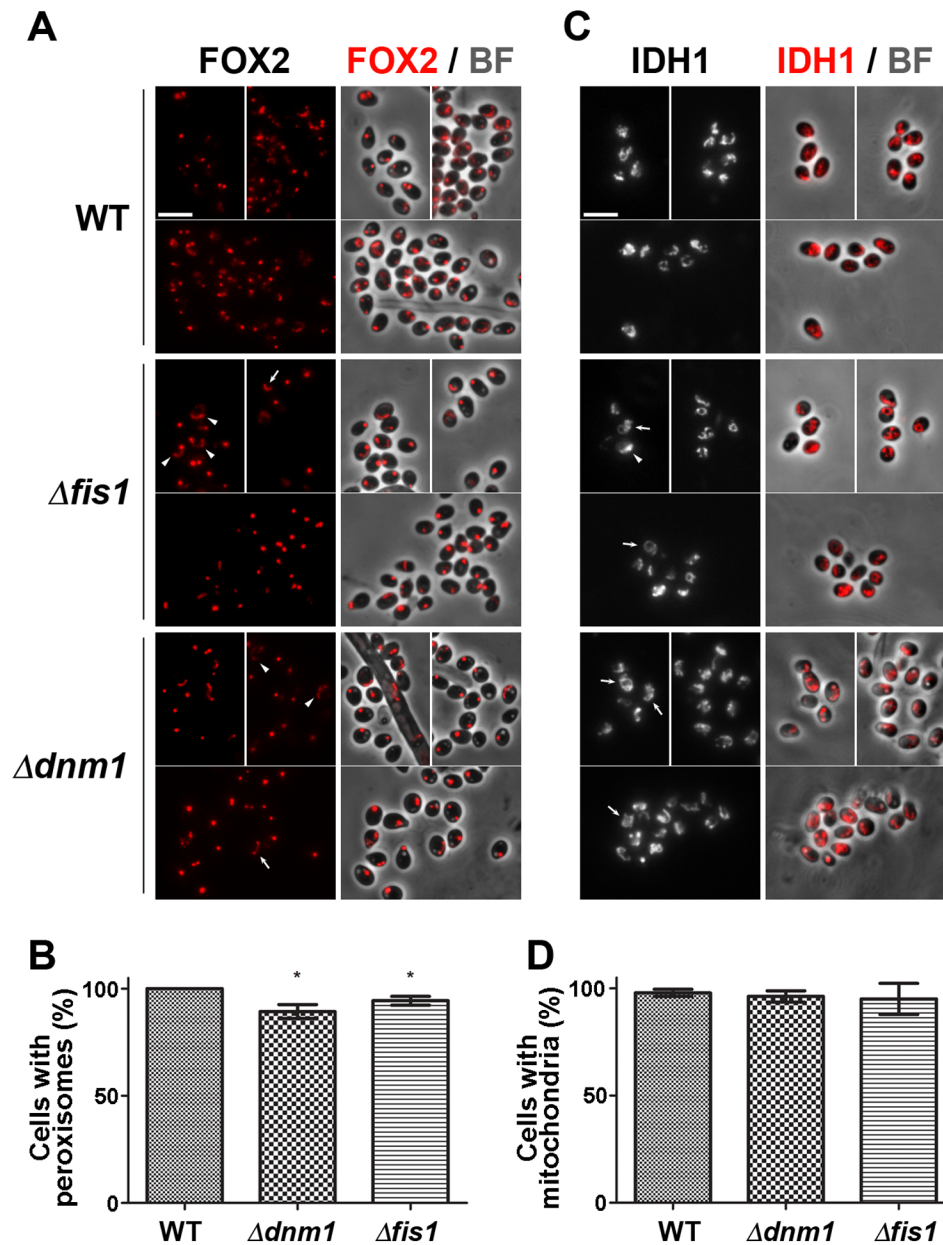 A
FOX2
FOX2 / BF
C
IDH1
IDH1 / BF
WT
Δfis1
Δdnm1
B
Cells with
peroxisomes (%)
100
50
0
*
*
WT
Δdnm1
Δfis1
D
Cells with
mitochondria (%)
100
50
0
WT
Δdnm1
Δfis1